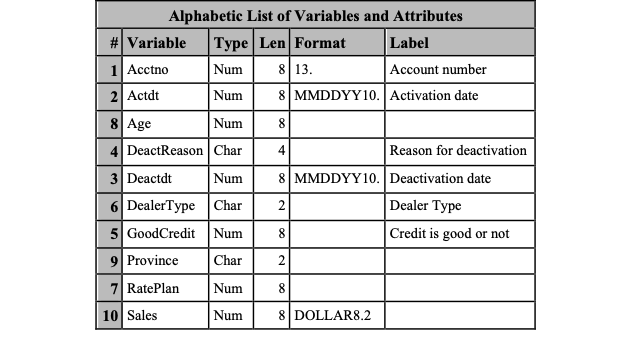 Alphabetic List of Variables and Attributes
# Variable Type Len Format Label
1 Acctno Num 8 13. Account number
2 Actdt Num 8 MMDDYY10. Activation date
8 Age Num 8
4 DeactReason Char 4 Reason for deactivation
3 Deactdt Num 8 MMDDYY10. Deactivation date
6 DealerType Char 2 Dealer Type
5 GoodCredit Num 8 Credit is good or not
9 Province Char 2
7 RatePlan Num 8
10 Sales Num 8 DOLLAR8.2